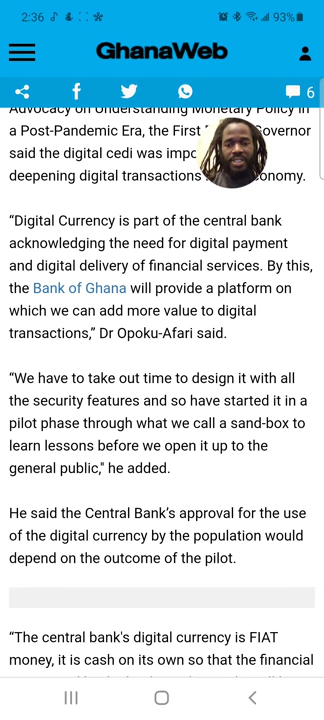 2:36
93%
GhanaWeb
6
Advocacy on Understanding Monetary Policy in
a Post-Pandemic Era, the First Governor
said the digital cedi was
deepening digital transactions
“Digital Currency is part of the central bank
acknowledging the need for digital payment
and digital delivery of financial services. By this,
the Bank of Ghana will provide a platform on
which we can add more value to digital
transactions,” Dr Opoku-Afari said.
“We have to take out time to design it with all
the security features and so have started it in a
pilot phase through what we call a sand-box to
learn lessons before we open it up to the
general public," he added.
He said the Central Bank’s approval for the use
of the digital currency by the population would
depend on the outcome of the pilot.
“The central bank's digital currency is FIAT
money, it is cash on its own so that the financial